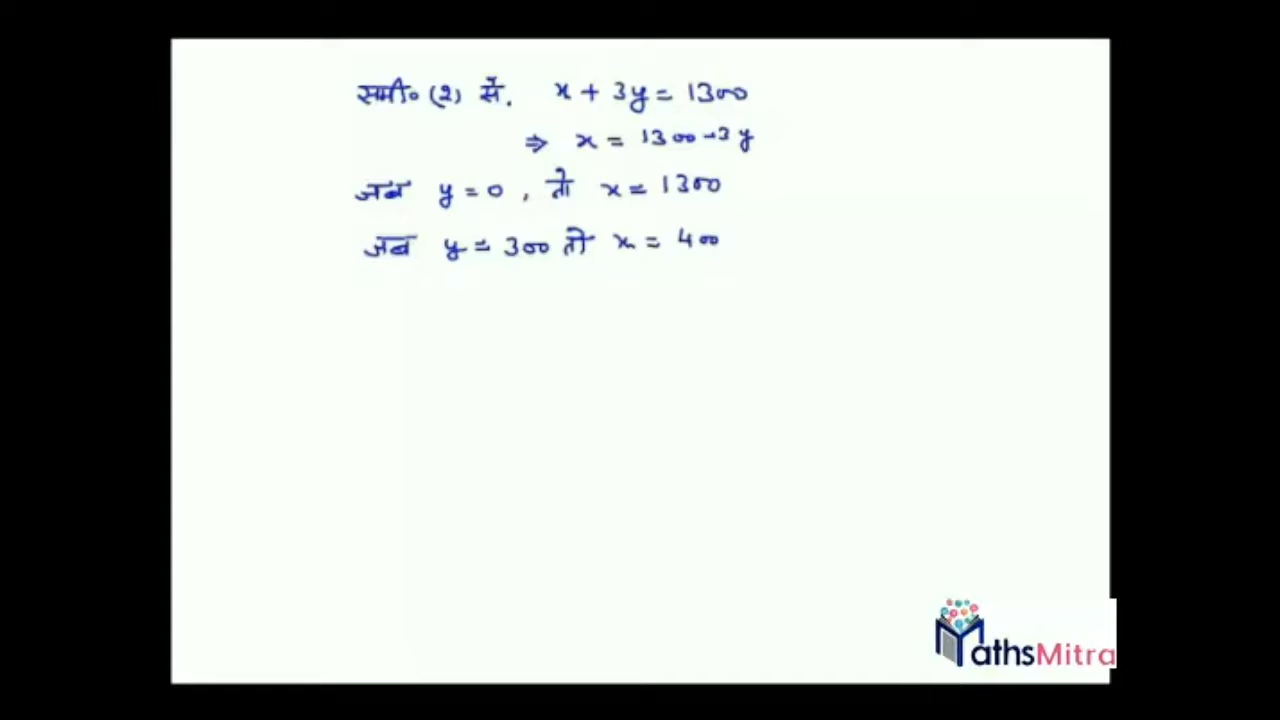 समी० (2) से. x + 3y = 1300
⇒ x = 1300-3y
जब y = 0, तो x = 1300
जब y = 300 तो x = 400
MathsMitra